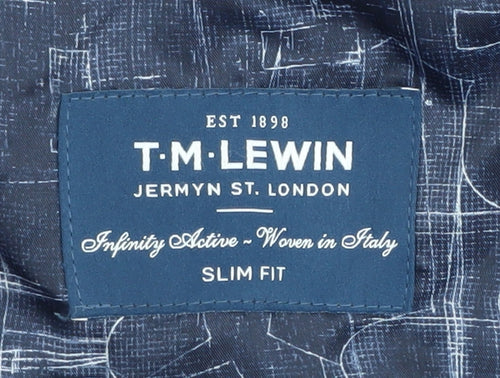 EST 1898
T·M·LEWIN
JERMYN ST. LONDON
Infinity Active ~ Woven in Italy
SLIM FIT